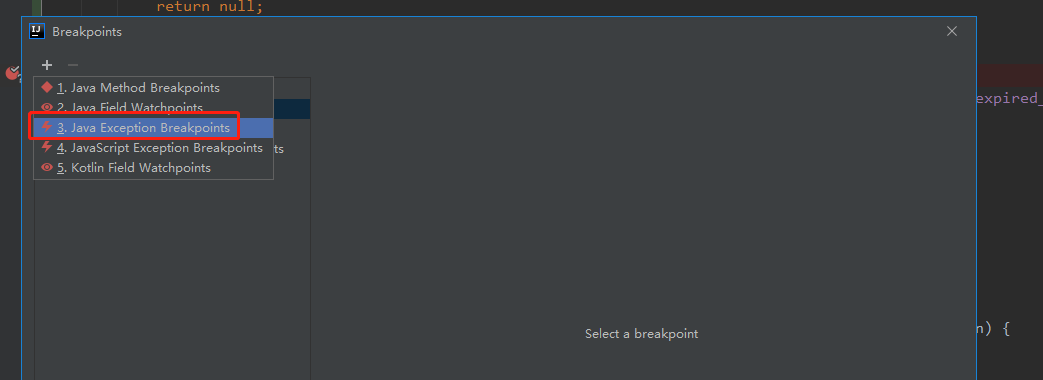 return null;
IJ
Breakpoints
1. Java Method Breakpoints
2. Java Field Watchpoints
expired_
3. Java Exception Breakpoints
4. JavaScript Exception Breakpoints
ts
5. Kotlin Field Watchpoints
Select a breakpoint
n) {